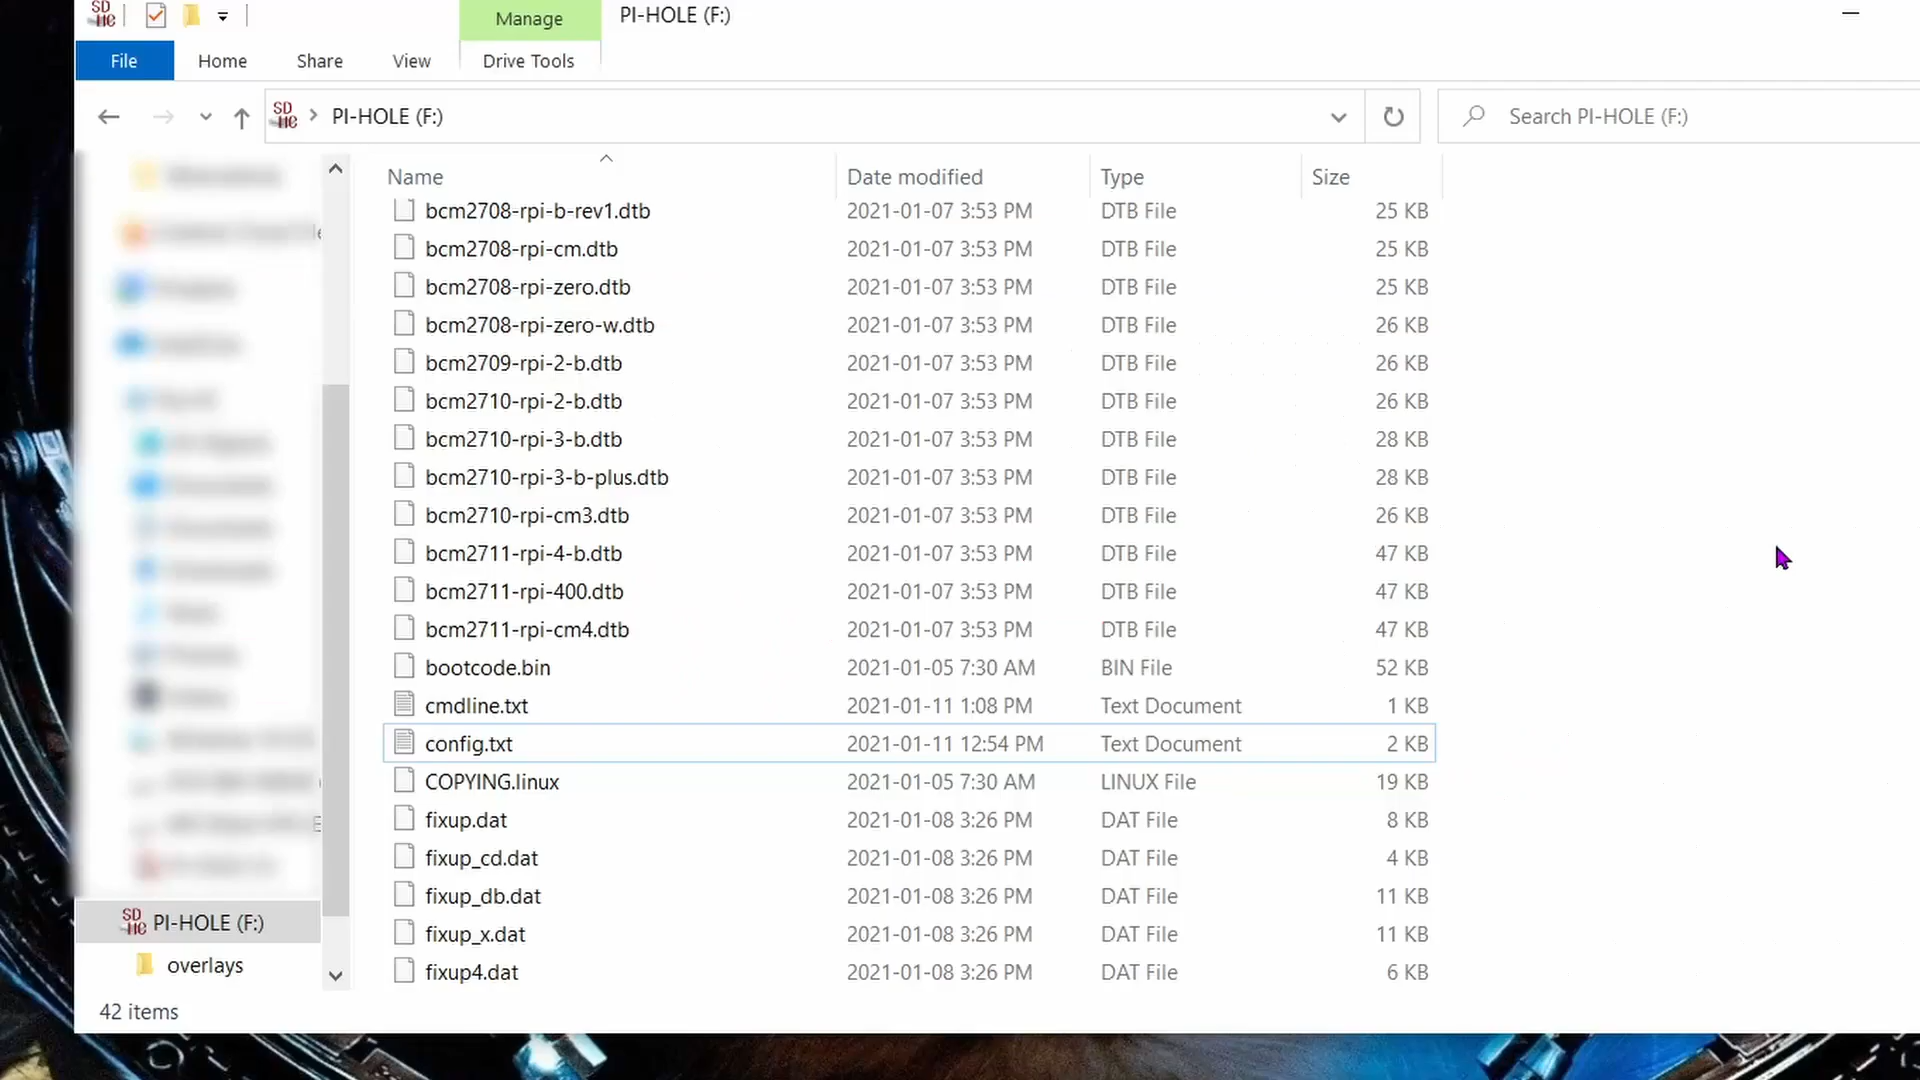 SD
HC
Manage
PI-HOLE (F:)
File
Home
Share
View
Drive Tools
SD
HC
PI-HOLE (F:)
Search PI-HOLE (F:)
Name
Date modified
Type
Size
bcm2708-rpi-b-rev1.dtb 2021-01-07 3:53 PM DTB File 25 KB
bcm2708-rpi-cm.dtb 2021-01-07 3:53 PM DTB File 25 KB
bcm2708-rpi-zero.dtb 2021-01-07 3:53 PM DTB File 25 KB
bcm2708-rpi-zero-w.dtb 2021-01-07 3:53 PM DTB File 26 KB
bcm2709-rpi-2-b.dtb 2021-01-07 3:53 PM DTB File 26 KB
bcm2710-rpi-2-b.dtb 2021-01-07 3:53 PM DTB File 26 KB
bcm2710-rpi-3-b.dtb 2021-01-07 3:53 PM DTB File 28 KB
bcm2710-rpi-3-b-plus.dtb 2021-01-07 3:53 PM DTB File 28 KB
bcm2710-rpi-cm3.dtb 2021-01-07 3:53 PM DTB File 26 KB
bcm2711-rpi-4-b.dtb 2021-01-07 3:53 PM DTB File 47 KB
bcm2711-rpi-400.dtb 2021-01-07 3:53 PM DTB File 47 KB
bcm2711-rpi-cm4.dtb 2021-01-07 3:53 PM DTB File 47 KB
bootcode.bin 2021-01-05 7:30 AM BIN File 52 KB
cmdline.txt 2021-01-11 1:08 PM Text Document 1 KB
config.txt 2021-01-11 12:54 PM Text Document 2 KB
COPYING.linux 2021-01-05 7:30 AM LINUX File 19 KB
fixup.dat 2021-01-08 3:26 PM DAT File 8 KB
fixup_cd.dat 2021-01-08 3:26 PM DAT File 4 KB
fixup_db.dat 2021-01-08 3:26 PM DAT File 11 KB
fixup_x.dat 2021-01-08 3:26 PM DAT File 11 KB
fixup4.dat 2021-01-08 3:26 PM DAT File 6 KB
SD
HC
PI-HOLE (F:)
overlays
42 items